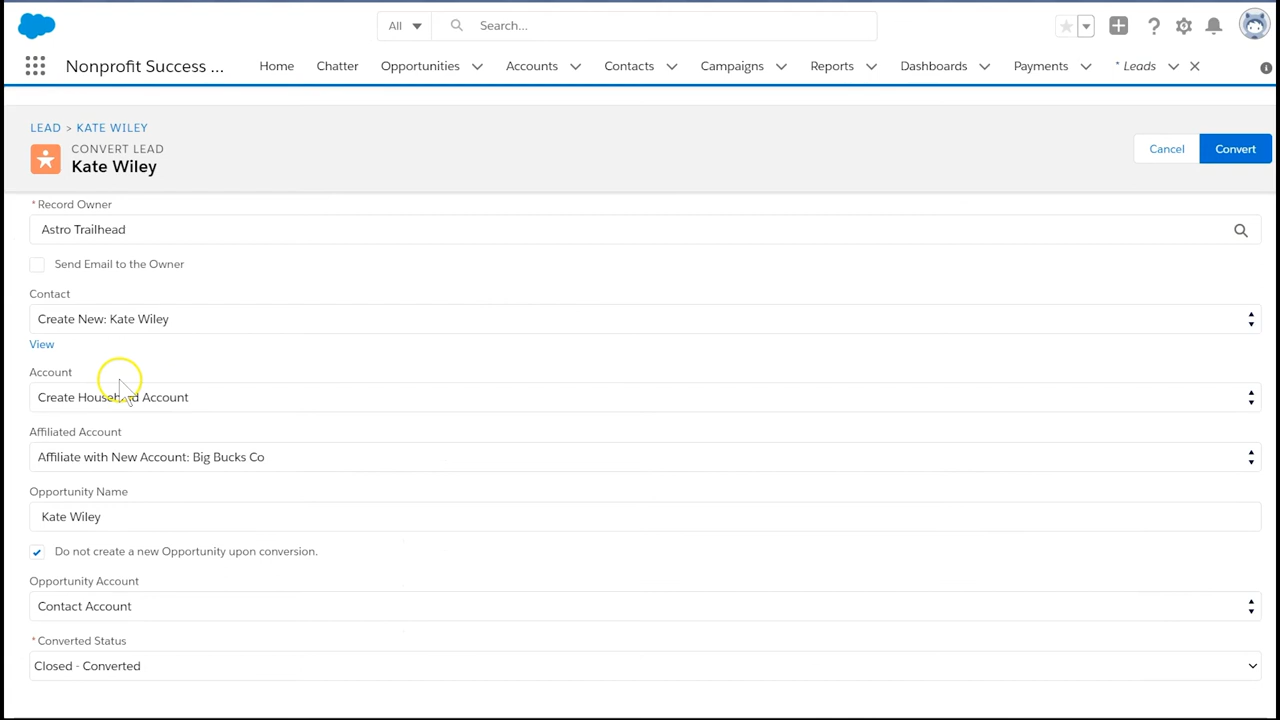 All
Search...
Nonprofit Success ...
Home
Chatter
Opportunities
Accounts
Contacts
Campaigns
Reports
Dashboards
Payments
* Leads
LEAD > KATE WILEY
CONVERT LEAD
Kate Wiley
Cancel
Convert
* Record Owner
Astro Trailhead
Send Email to the Owner
Contact
Create New: Kate Wiley
View
Account
Create Household Account
Affiliated Account
Affiliate with New Account: Big Bucks Co
Opportunity Name
Kate Wiley
Do not create a new Opportunity upon conversion.
Opportunity Account
Contact Account
* Converted Status
Closed - Converted